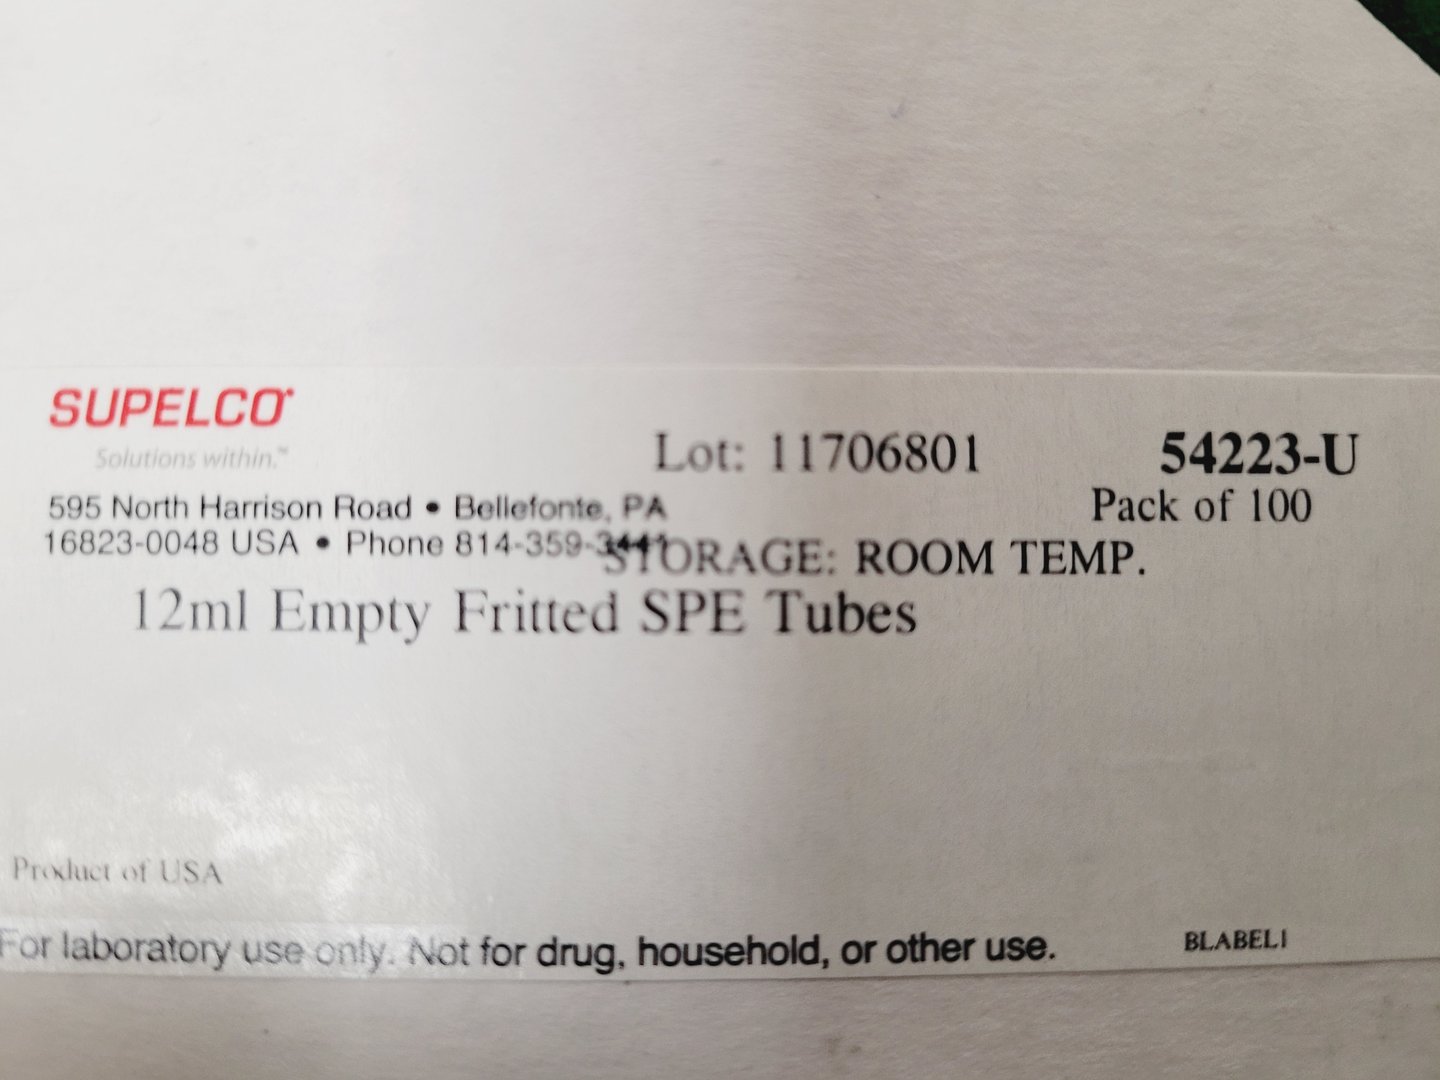 SUPELCO
Solutions within.™
595 North Harrison Road • Bellefonte, PA
16823-0048 USA • Phone 814-359-3441
Lot: 11706801
54223-U
Pack of 100
STORAGE: ROOM TEMP.
12ml Empty Fritted SPE Tubes
Product of USA
For laboratory use only. Not for drug, household, or other use.
BLABEL1